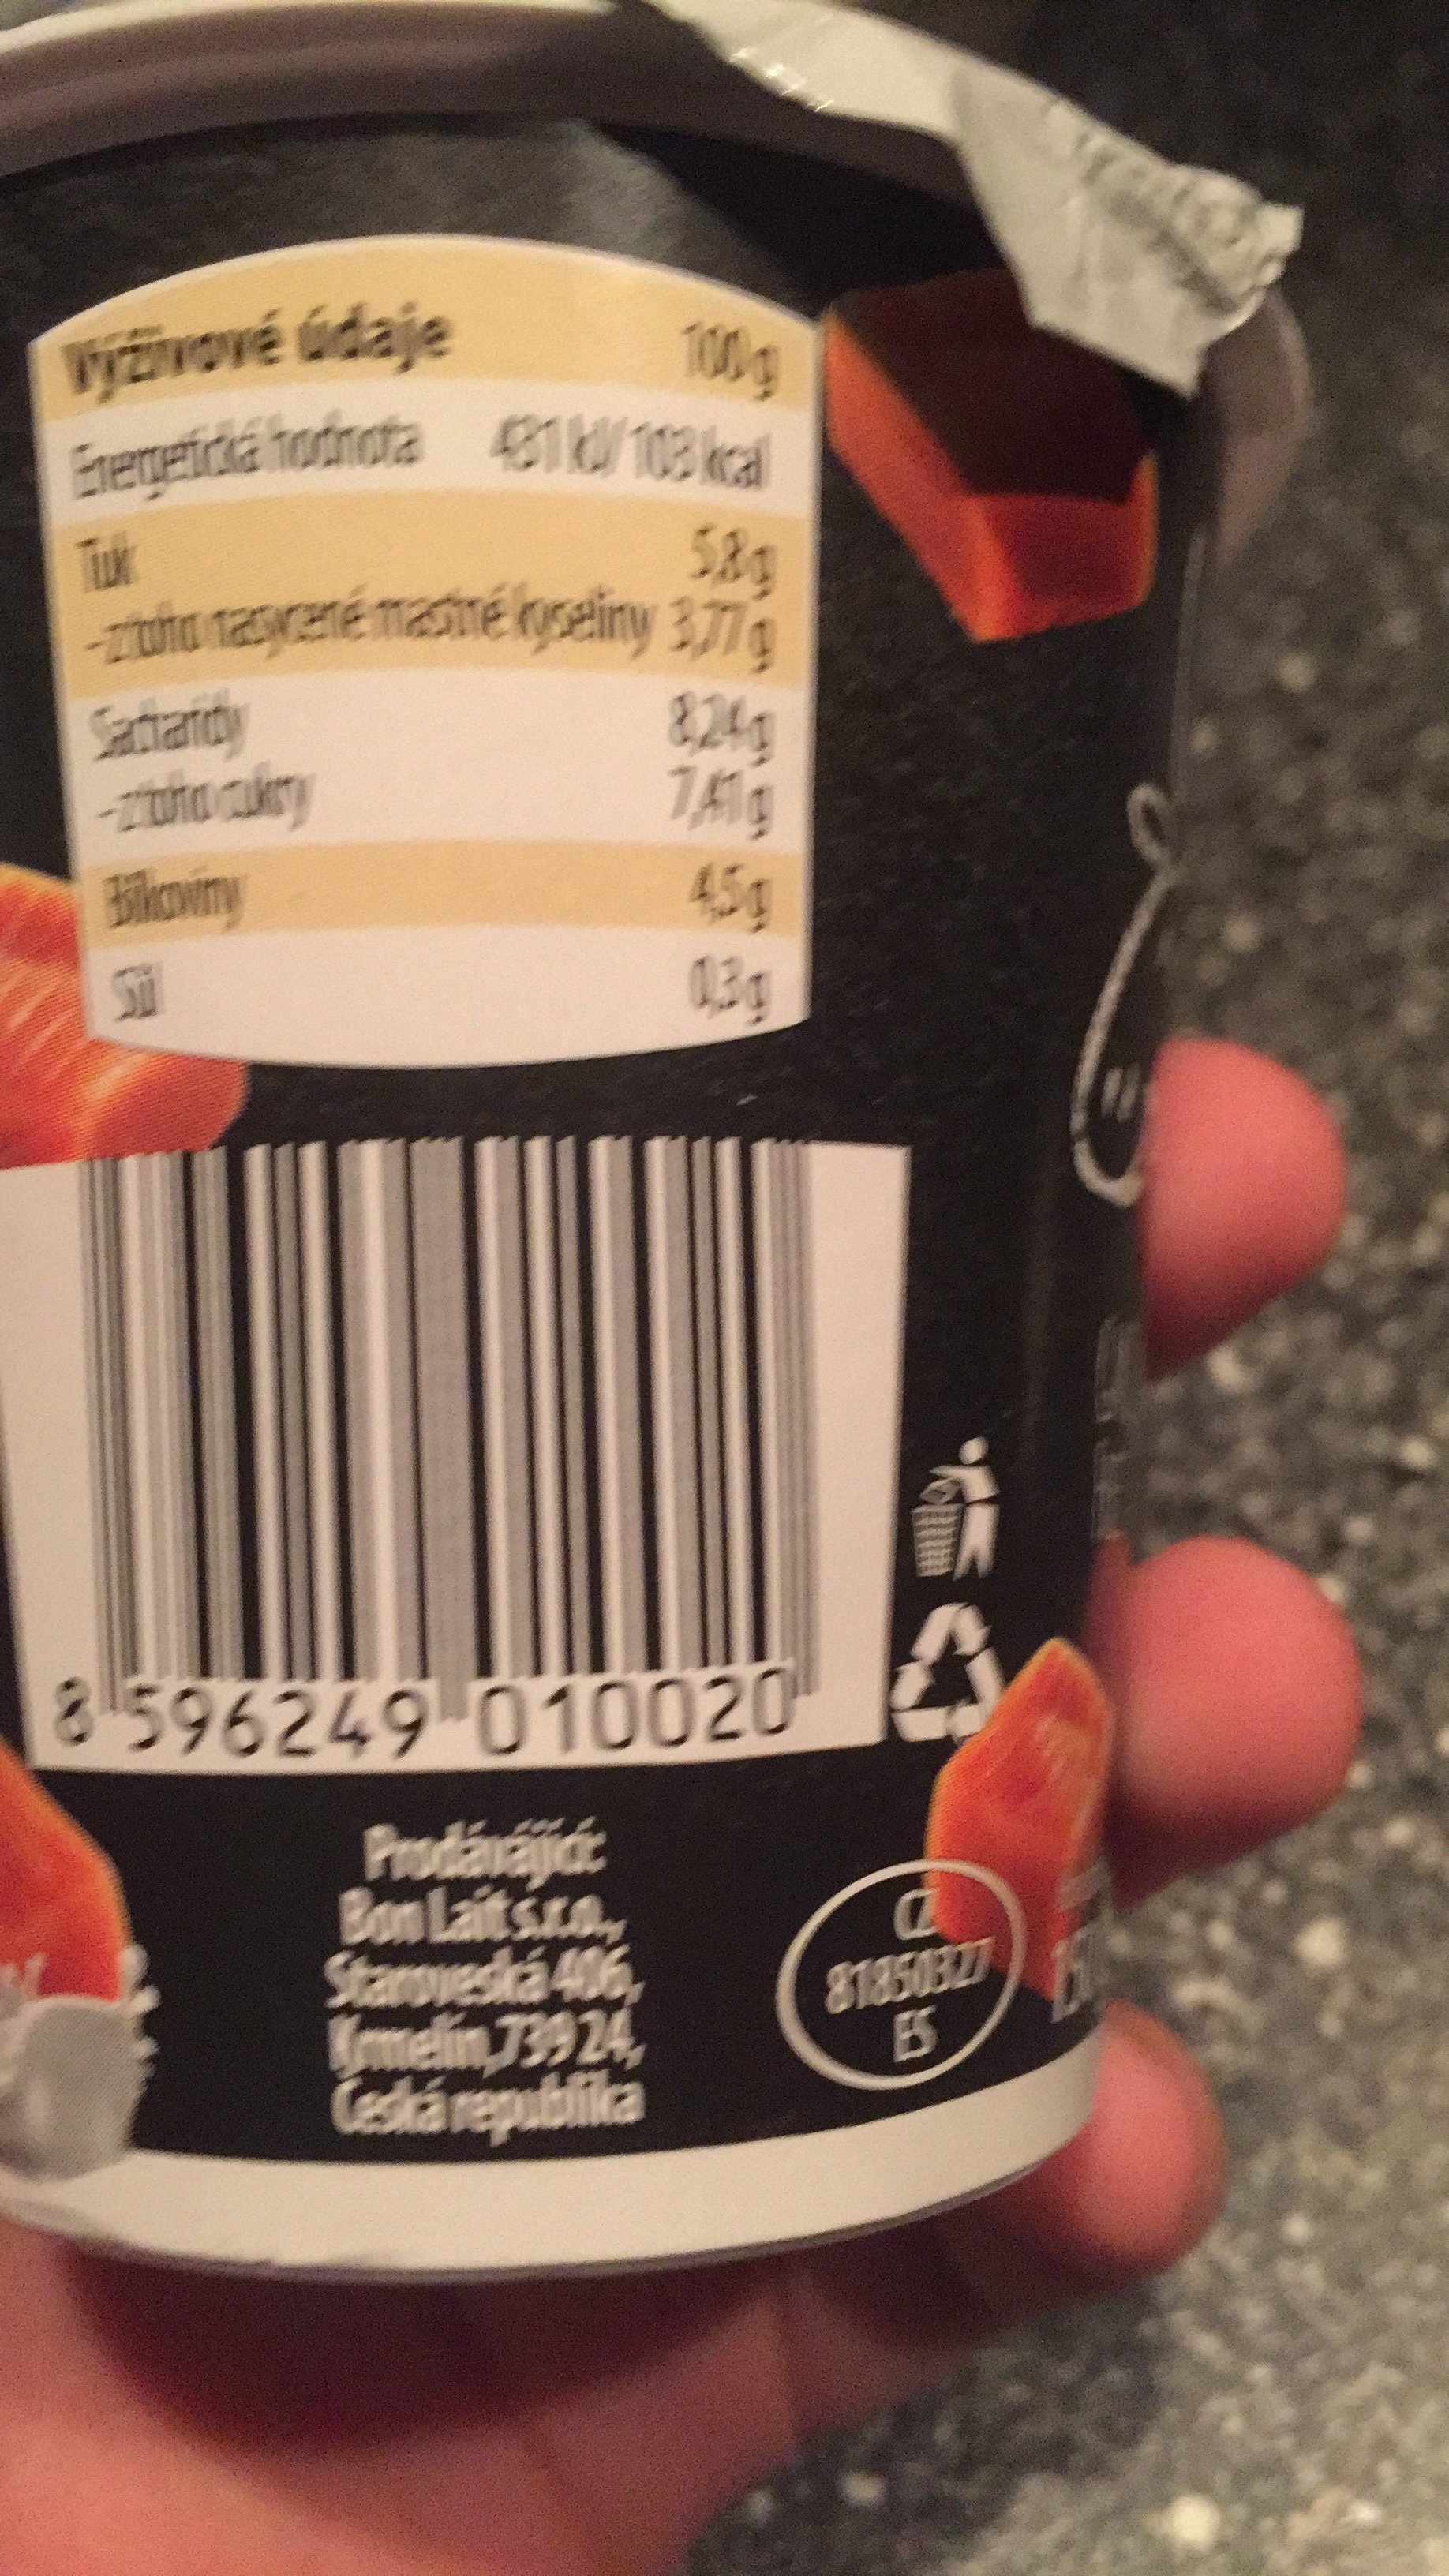 Výživové údaje 100 g
Energetická hodnota 431 kJ/ 103 kcal
Tuk 5,8 g
-z toho nasycené mastné kyseliny 3,77 g
Sacharidy 8,24 g
-z toho cukry 7,41 g
Bílkoviny 4,5 g
Sůl 0,3 g
8 596249 010020
Prodávající:
Bon Lait s.r.o.,
Staroveská 406,
Krmelín, 739 24,
Česká republika
CZ
81850327
ES